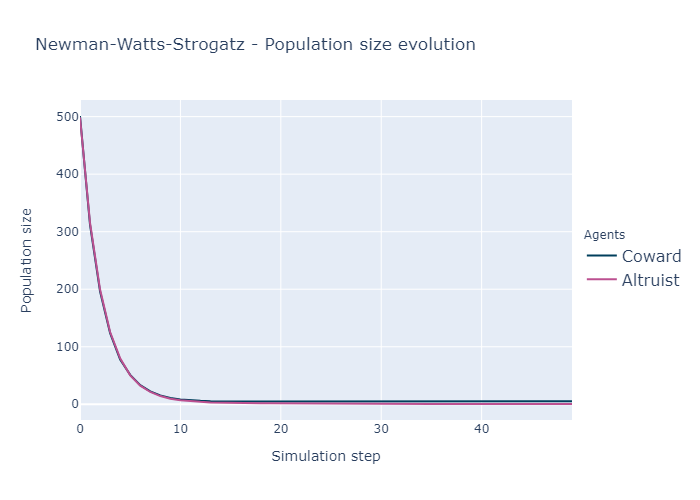 Newman-Watts-Strogatz - Population size evolution
Population size
500
400
300
200
100
0
0
10
20
30
40
Simulation step
Agents
Coward
Altruist